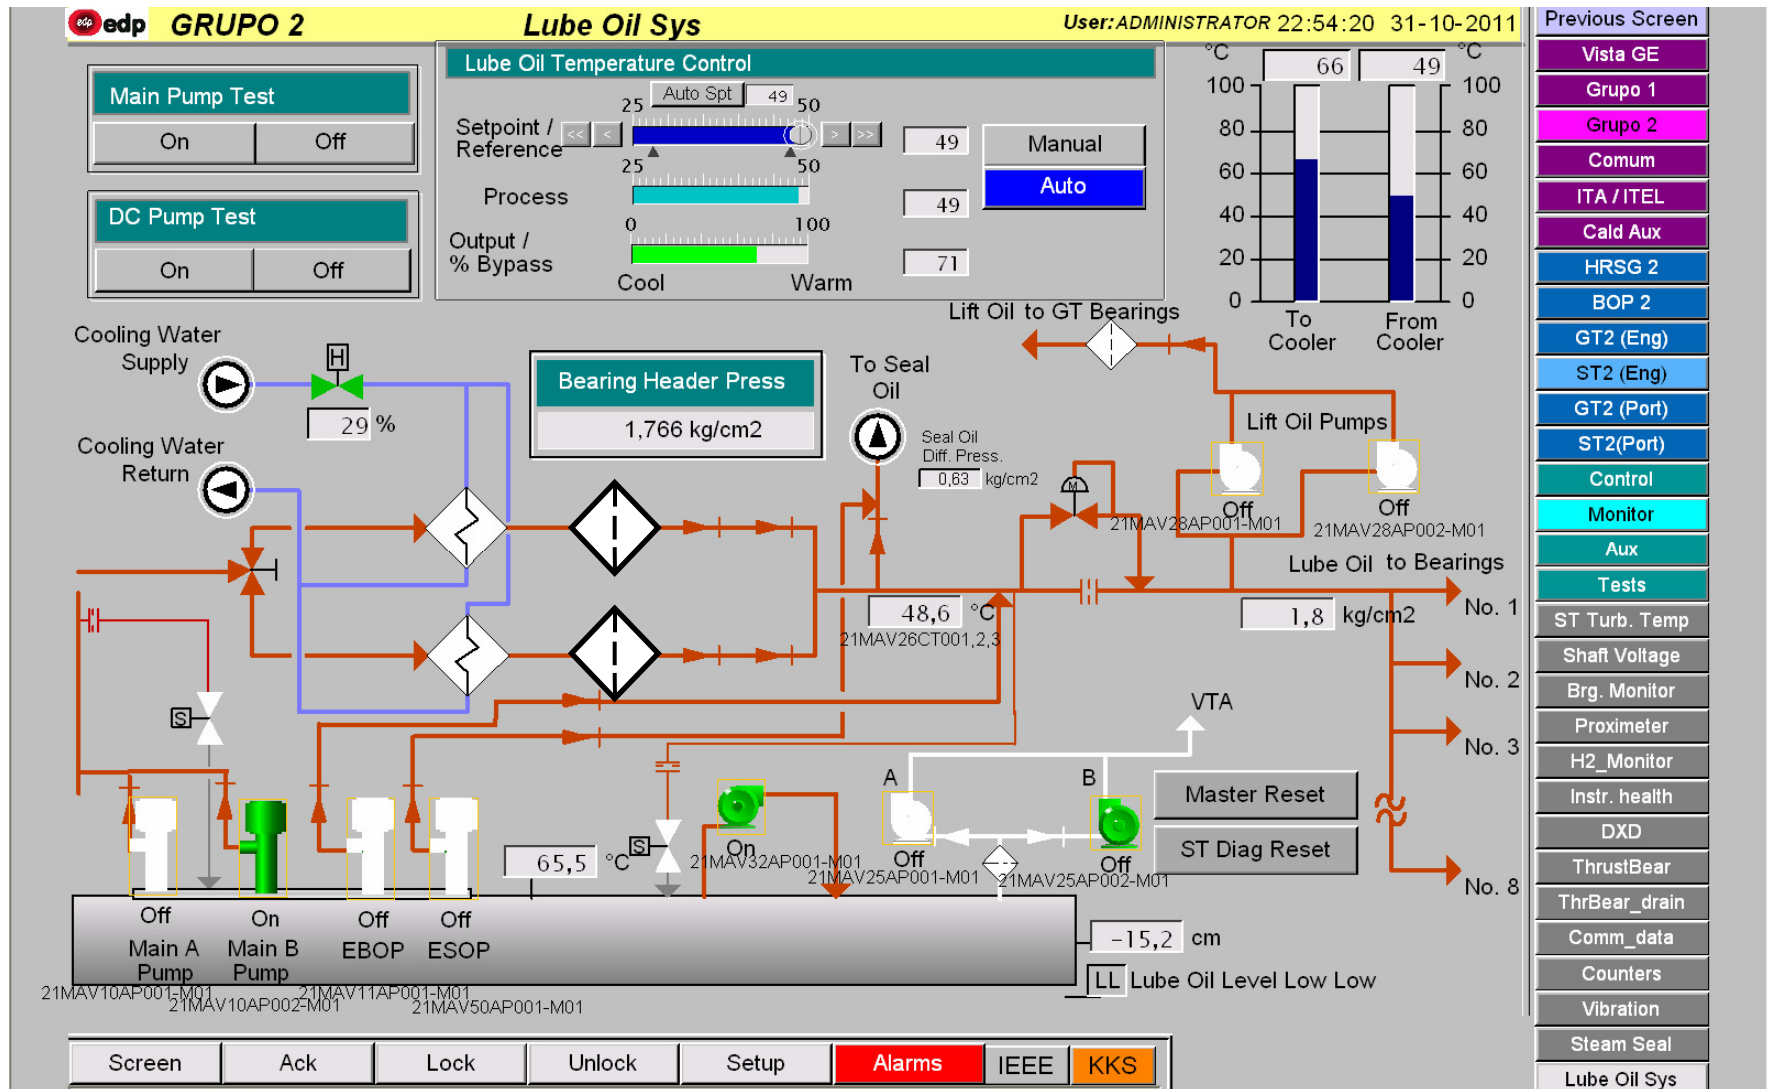 edp edp GRUPO 2 Lube Oil Sys User:ADMINISTRATOR 22:54:20 31-10-2011
Main Pump Test
On Off
DC Pump Test
On Off
Lube Oil Temperature Control
Auto Spt 49
25 50
Setpoint /
Reference
<< < > >>
49
Manual
Auto
25 50
Process
49
0 100
Output /
% Bypass
71
Cool Warm
°C 66 49 °C
100 100
80 80
60 60
40 40
20 20
0 0
To
Cooler
From
Cooler
Cooling Water
Supply
H
29 %
Cooling Water
Return
Bearing Header Press
1,766 kg/cm2
To Seal
Oil
Seal Oil
Diff. Press.
0,63 kg/cm2
Lift Oil to GT Bearings
Lift Oil Pumps
M
Off
21MAV28AP001-M01
Off
21MAV28AP002-M01
Lube Oil to Bearings
48,6 °C
21MAV26CT001,2,3
1,8 kg/cm2
No. 1
No. 2
No. 3
No. 8
S
S
VTA
A B
Master Reset
ST Diag Reset
65,5 °C
On
21MAV32AP001-M01
Off
21MAV25AP001-M01
Off
21MAV25AP002-M01
Off
Main A
Pump
21MAV10AP001-M01
On
Main B
Pump
21MAV10AP002-M01
Off
EBOP
21MAV11AP001-M01
Off
ESOP
21MAV50AP001-M01
-15,2 cm
LL Lube Oil Level Low Low
Screen Ack Lock Unlock Setup Alarms IEEE KKS
Previous Screen
Vista GE
Grupo 1
Grupo 2
Comum
ITA / ITEL
Cald Aux
HRSG 2
BOP 2
GT2 (Eng)
ST2 (Eng)
GT2 (Port)
ST2(Port)
Control
Monitor
Aux
Tests
ST Turb. Temp
Shaft Voltage
Brg. Monitor
Proximeter
H2_Monitor
Instr. health
DXD
ThrustBear
ThrBear_drain
Comm_data
Counters
Vibration
Steam Seal
Lube Oil Sys